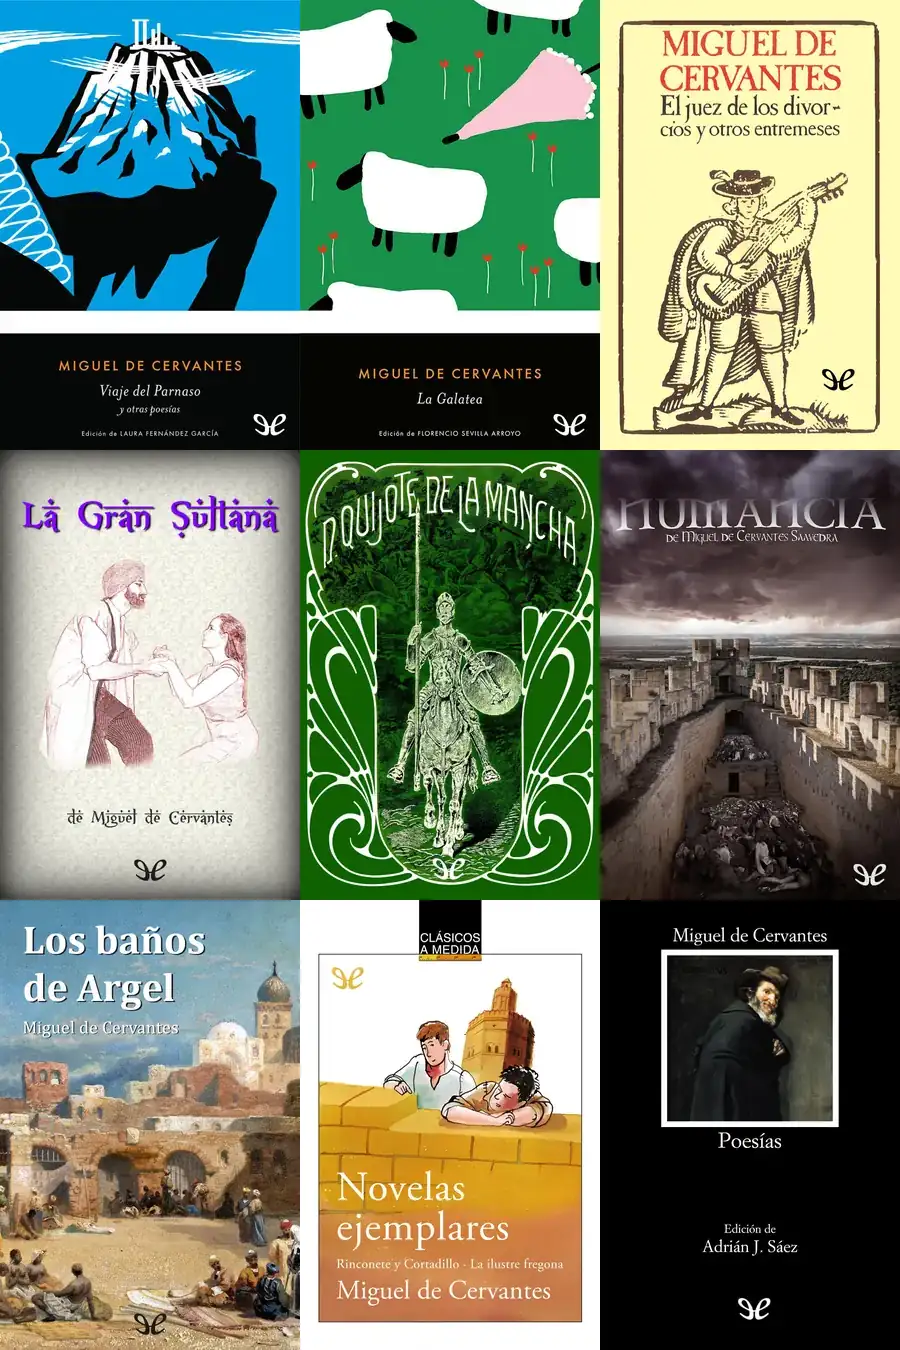 MIGUEL DE CERVANTES
Viaje del Parnaso
y otras poesías
Edición de LAURA FERNÁNDEZ GARCÍA
MIGUEL DE CERVANTES
La Galatea
Edición de FLORENCIO SEVILLA ARROYO
MIGUEL DE
CERVANTES
El juez de los divor-
cios y otros entremeses
La Gran Sultana
de Miguel de Cervantes
D. QUIJOTE DE LA MANCHA
NUMANCIA
DE MIGUEL DE CERVANTES SAAVEDRA
Los baños
de Argel
Miguel de Cervantes
CLÁSICOS
A MEDIDA
Novelas
ejemplares
Rinconete y Cortadillo · La ilustre fregona
Miguel de Cervantes
Miguel de Cervantes
Poesías
Edición de
Adrián J. Sáez